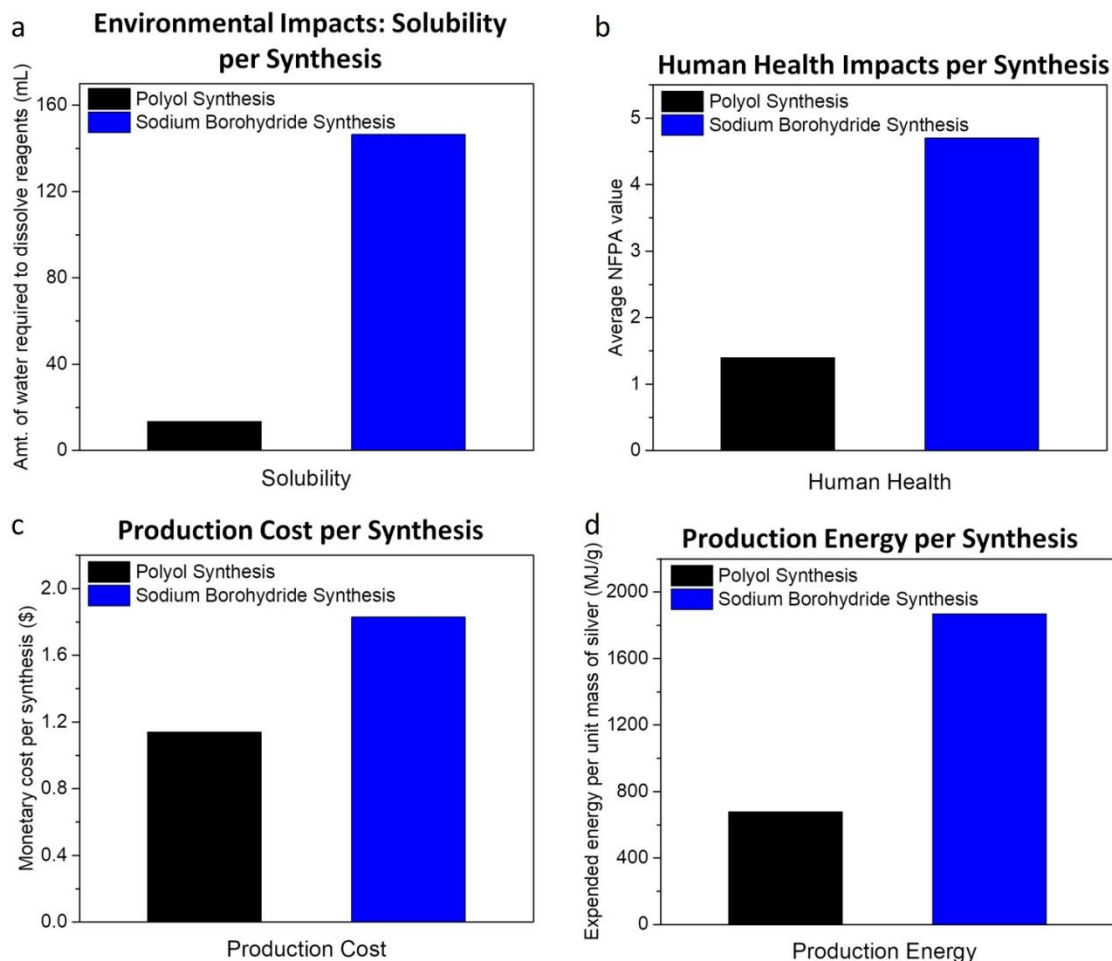 a
Environmental Impacts: Solubility
per Synthesis
Polyol Synthesis
Sodium Borohydride Synthesis
Amt. of water required to dissolve reagents (mL)
160
120
80
40
0
Solubility
b
Human Health Impacts per Synthesis
Polyol Synthesis
Sodium Borohydride Synthesis
Average NFPA value
5
4
3
2
1
0
Human Health
c
Production Cost per Synthesis
Polyol Synthesis
Sodium Borohydride Synthesis
Monetary cost per synthesis ($)
2.0
1.6
1.2
0.8
0.4
0.0
Production Cost
d
Production Energy per Synthesis
Polyol Synthesis
Sodium Borohydride Synthesis
Expended energy per unit mass of silver (MJ/g)
2000
1600
1200
800
400
0
Production Energy